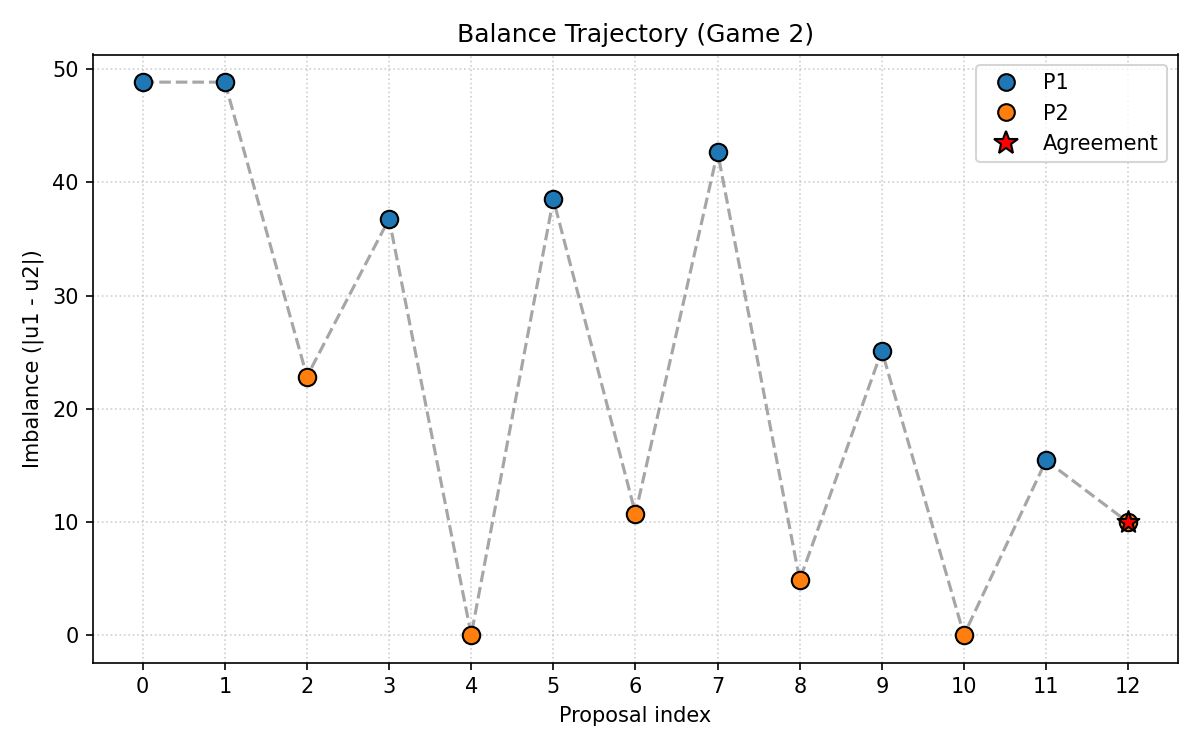 Balance Trajectory (Game 2)
P1
P2
Agreement
Imbalance (|u1 - u2|)
50
40
30
20
10
0
0 1 2 3 4 5 6 7 8 9 10 11 12
Proposal index